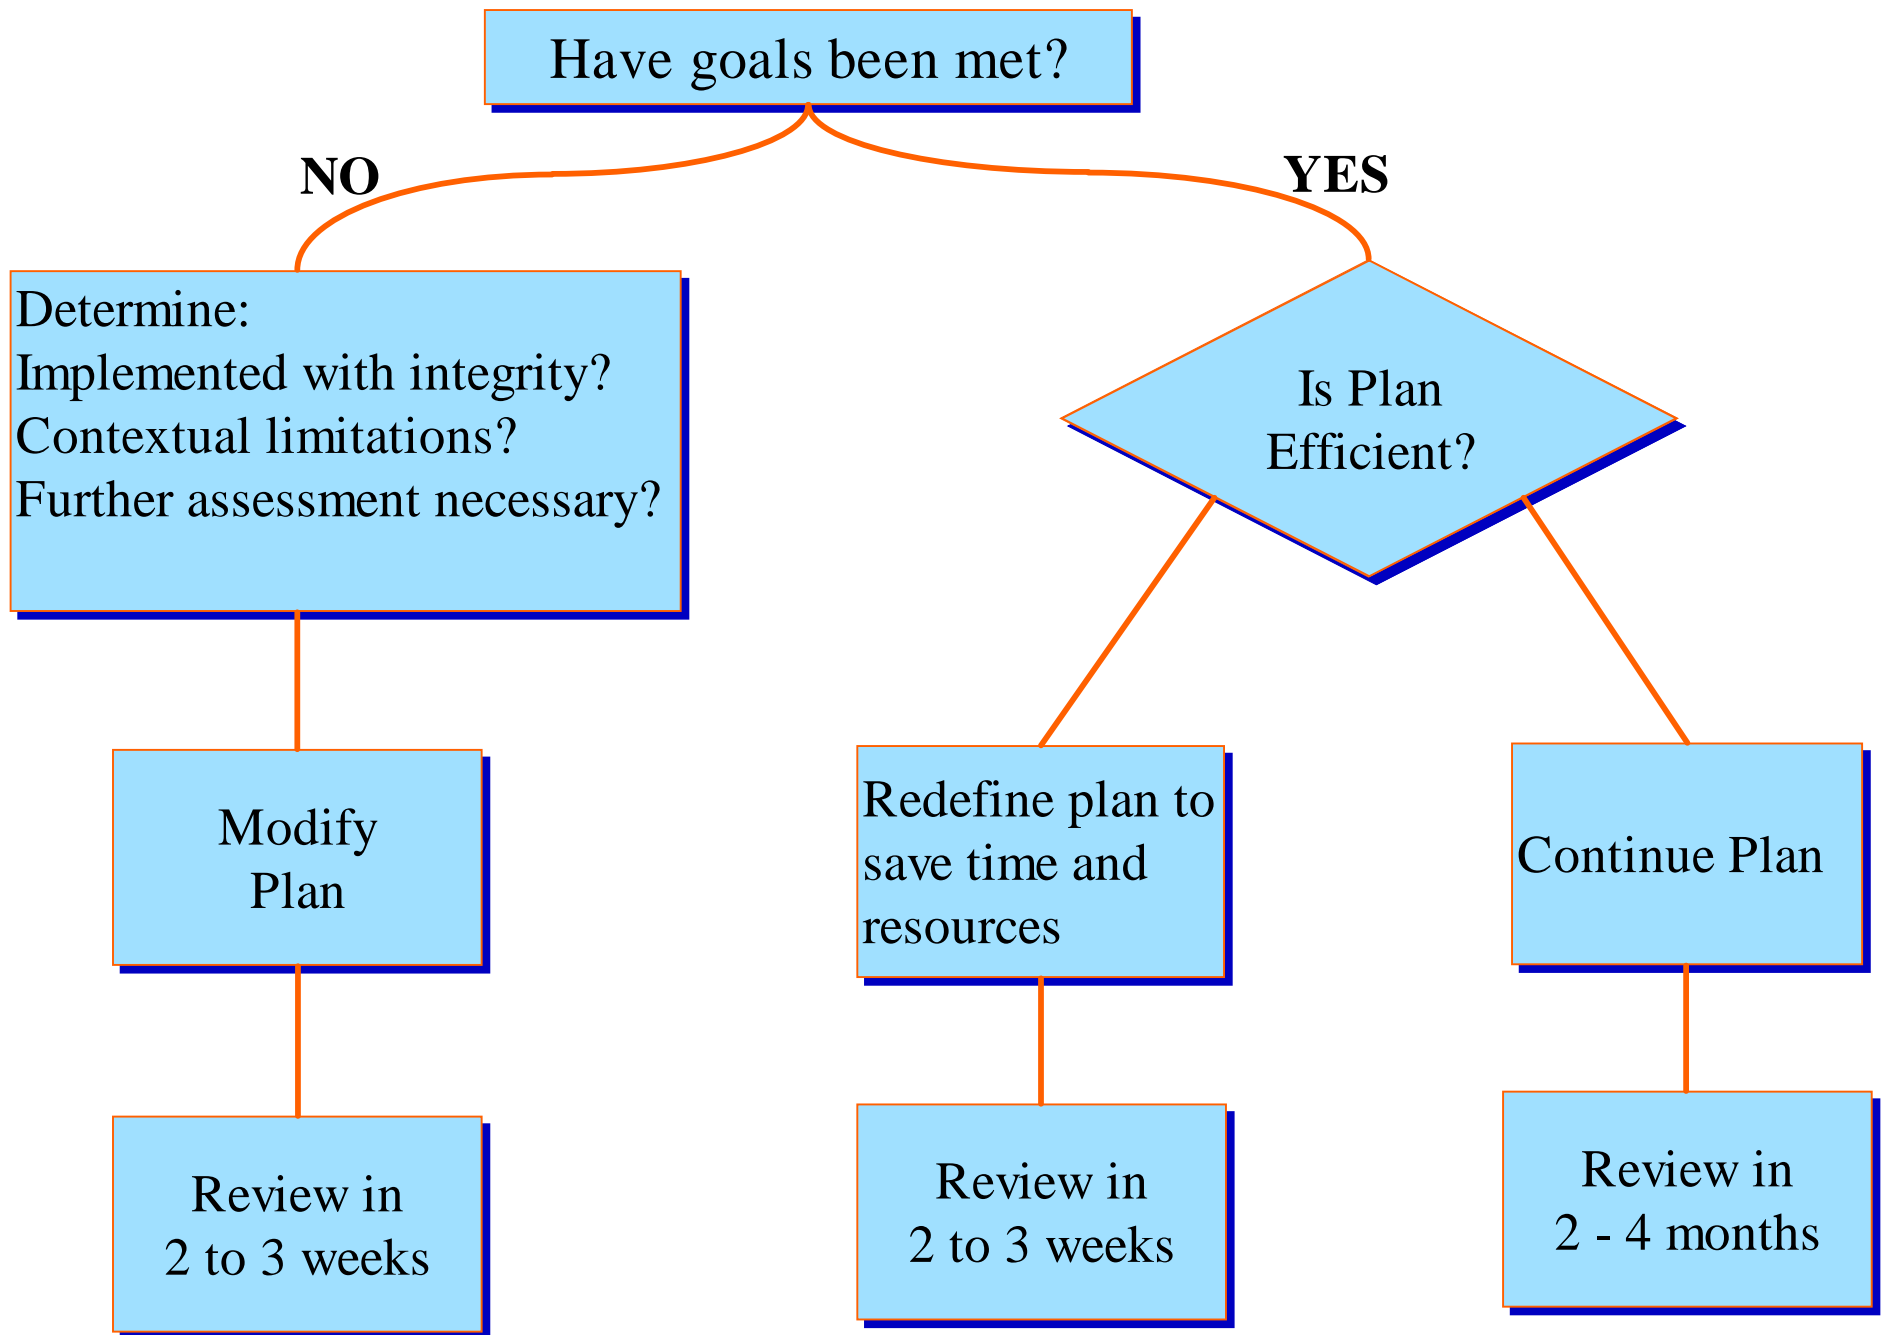 Have goals been met?
NO
YES
Determine:
Implemented with integrity?
Contextual limitations?
Further assessment necessary?
Is Plan
Efficient?
Modify
Plan
Redefine plan to
save time and
resources
Continue Plan
Review in
2 to 3 weeks
Review in
2 to 3 weeks
Review in
2 - 4 months